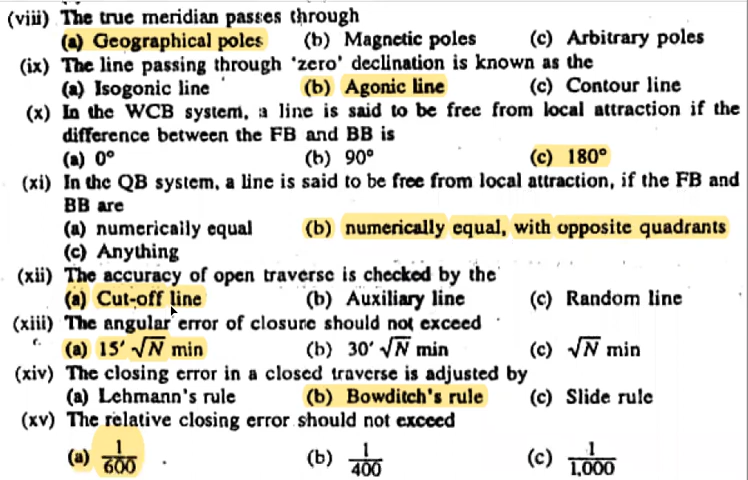 (viii) The true meridian passes through
(a) Geographical poles (b) Magnetic poles (c) Arbitrary poles
(ix) The line passing through 'zero' declination is known as the
(a) Isogonic line (b) Agonic line (c) Contour line
(x) In the WCB system, a line is said to be free from local attraction if the
difference between the FB and BB is
(a) 0° (b) 90° (c) 180°
(xi) In the QB system, a line is said to be free from local attraction, if the FB and
BB are
(a) numerically equal (b) numerically equal, with opposite quadrants
(c) Anything
(xii) The accuracy of open traverse is checked by the
(a) Cut-off line (b) Auxiliary line (c) Random line
(xiii) The angular error of closure should not exceed
(a) 15′ √N min (b) 30′ √N min (c) √N min
(xiv) The closing error in a closed traverse is adjusted by
(a) Lehmann's rule (b) Bowditch's rule (c) Slide rule
(xv) The relative closing error should not exceed
(a) 1/600 (b) 1/400 (c) 1/1,000